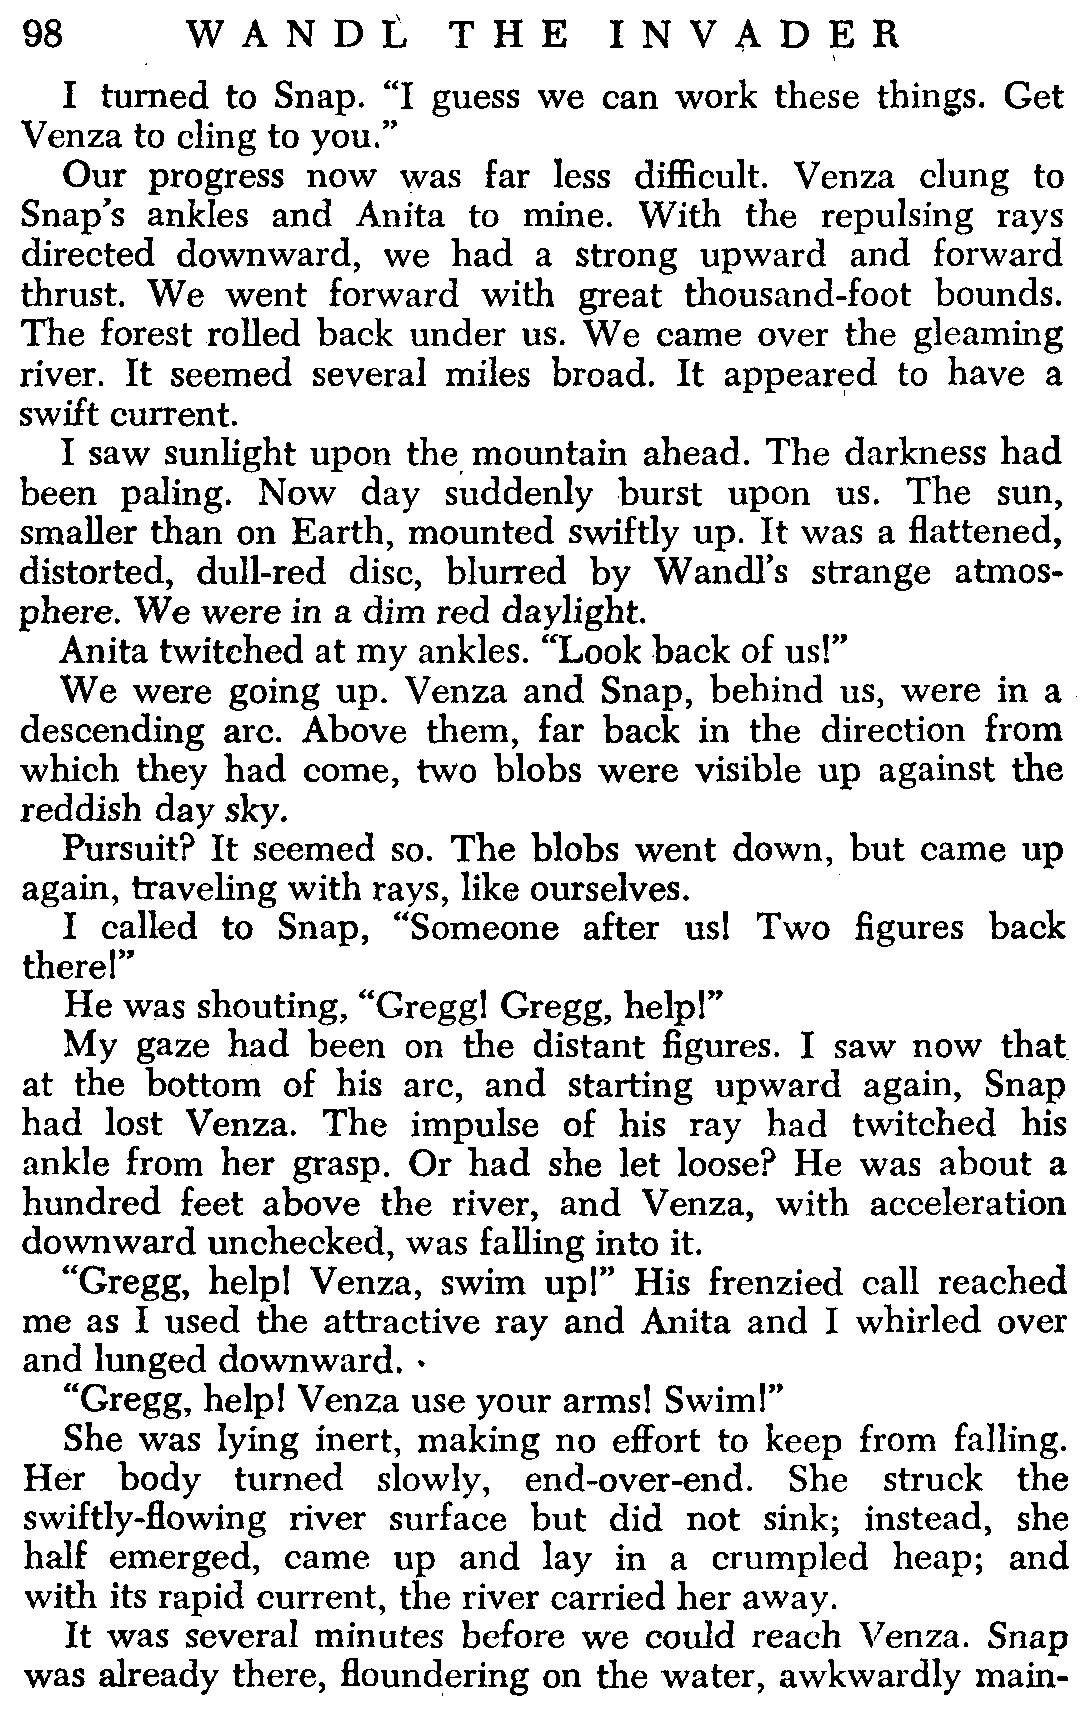 98 WANDL THE INVADER
I turned to Snap. “I guess we can work these things. Get
Venza to cling to you.”
Our progress now was far less difficult. Venza clung to
Snap’s ankles and Anita to mine. With the repulsing rays
directed downward, we had a strong upward and forward
thrust. We went forward with great thousand-foot bounds.
The forest rolled back under us. We came over the gleaming
river. It seemed several miles broad. It appeared to have a
swift current.
I saw sunlight upon the mountain ahead. The darkness had
been paling. Now day suddenly burst upon us. The sun,
smaller than on Earth, mounted swiftly up. It was a flattened,
distorted, dull-red disc, blurred by Wandl’s strange atmos-
phere. We were in a dim red daylight.
Anita twitched at my ankles. “Look back of us!”
We were going up. Venza and Snap, behind us, were in a
descending arc. Above them, far back in the direction from
which they had come, two blobs were visible up against the
reddish day sky.
Pursuit? It seemed so. The blobs went down, but came up
again, traveling with rays, like ourselves.
I called to Snap, “Someone after us! Two figures back
there!”
He was shouting, “Gregg! Gregg, help!”
My gaze had been on the distant figures. I saw now that
at the bottom of his arc, and starting upward again, Snap
had lost Venza. The impulse of his ray had twitched his
ankle from her grasp. Or had she let loose? He was about a
hundred feet above the river, and Venza, with acceleration
downward unchecked, was falling into it.
“Gregg, help! Venza, swim up!” His frenzied call reached
me as I used the attractive ray and Anita and I whirled over
and lunged downward.
“Gregg, help! Venza use your arms! Swim!”
She was lying inert, making no effort to keep from falling.
Her body turned slowly, end-over-end. She struck the
swiftly-flowing river surface but did not sink; instead, she
half emerged, came up and lay in a crumpled heap; and
with its rapid current, the river carried her away.
It was several minutes before we could reach Venza. Snap
was already there, floundering on the water, awkwardly main-